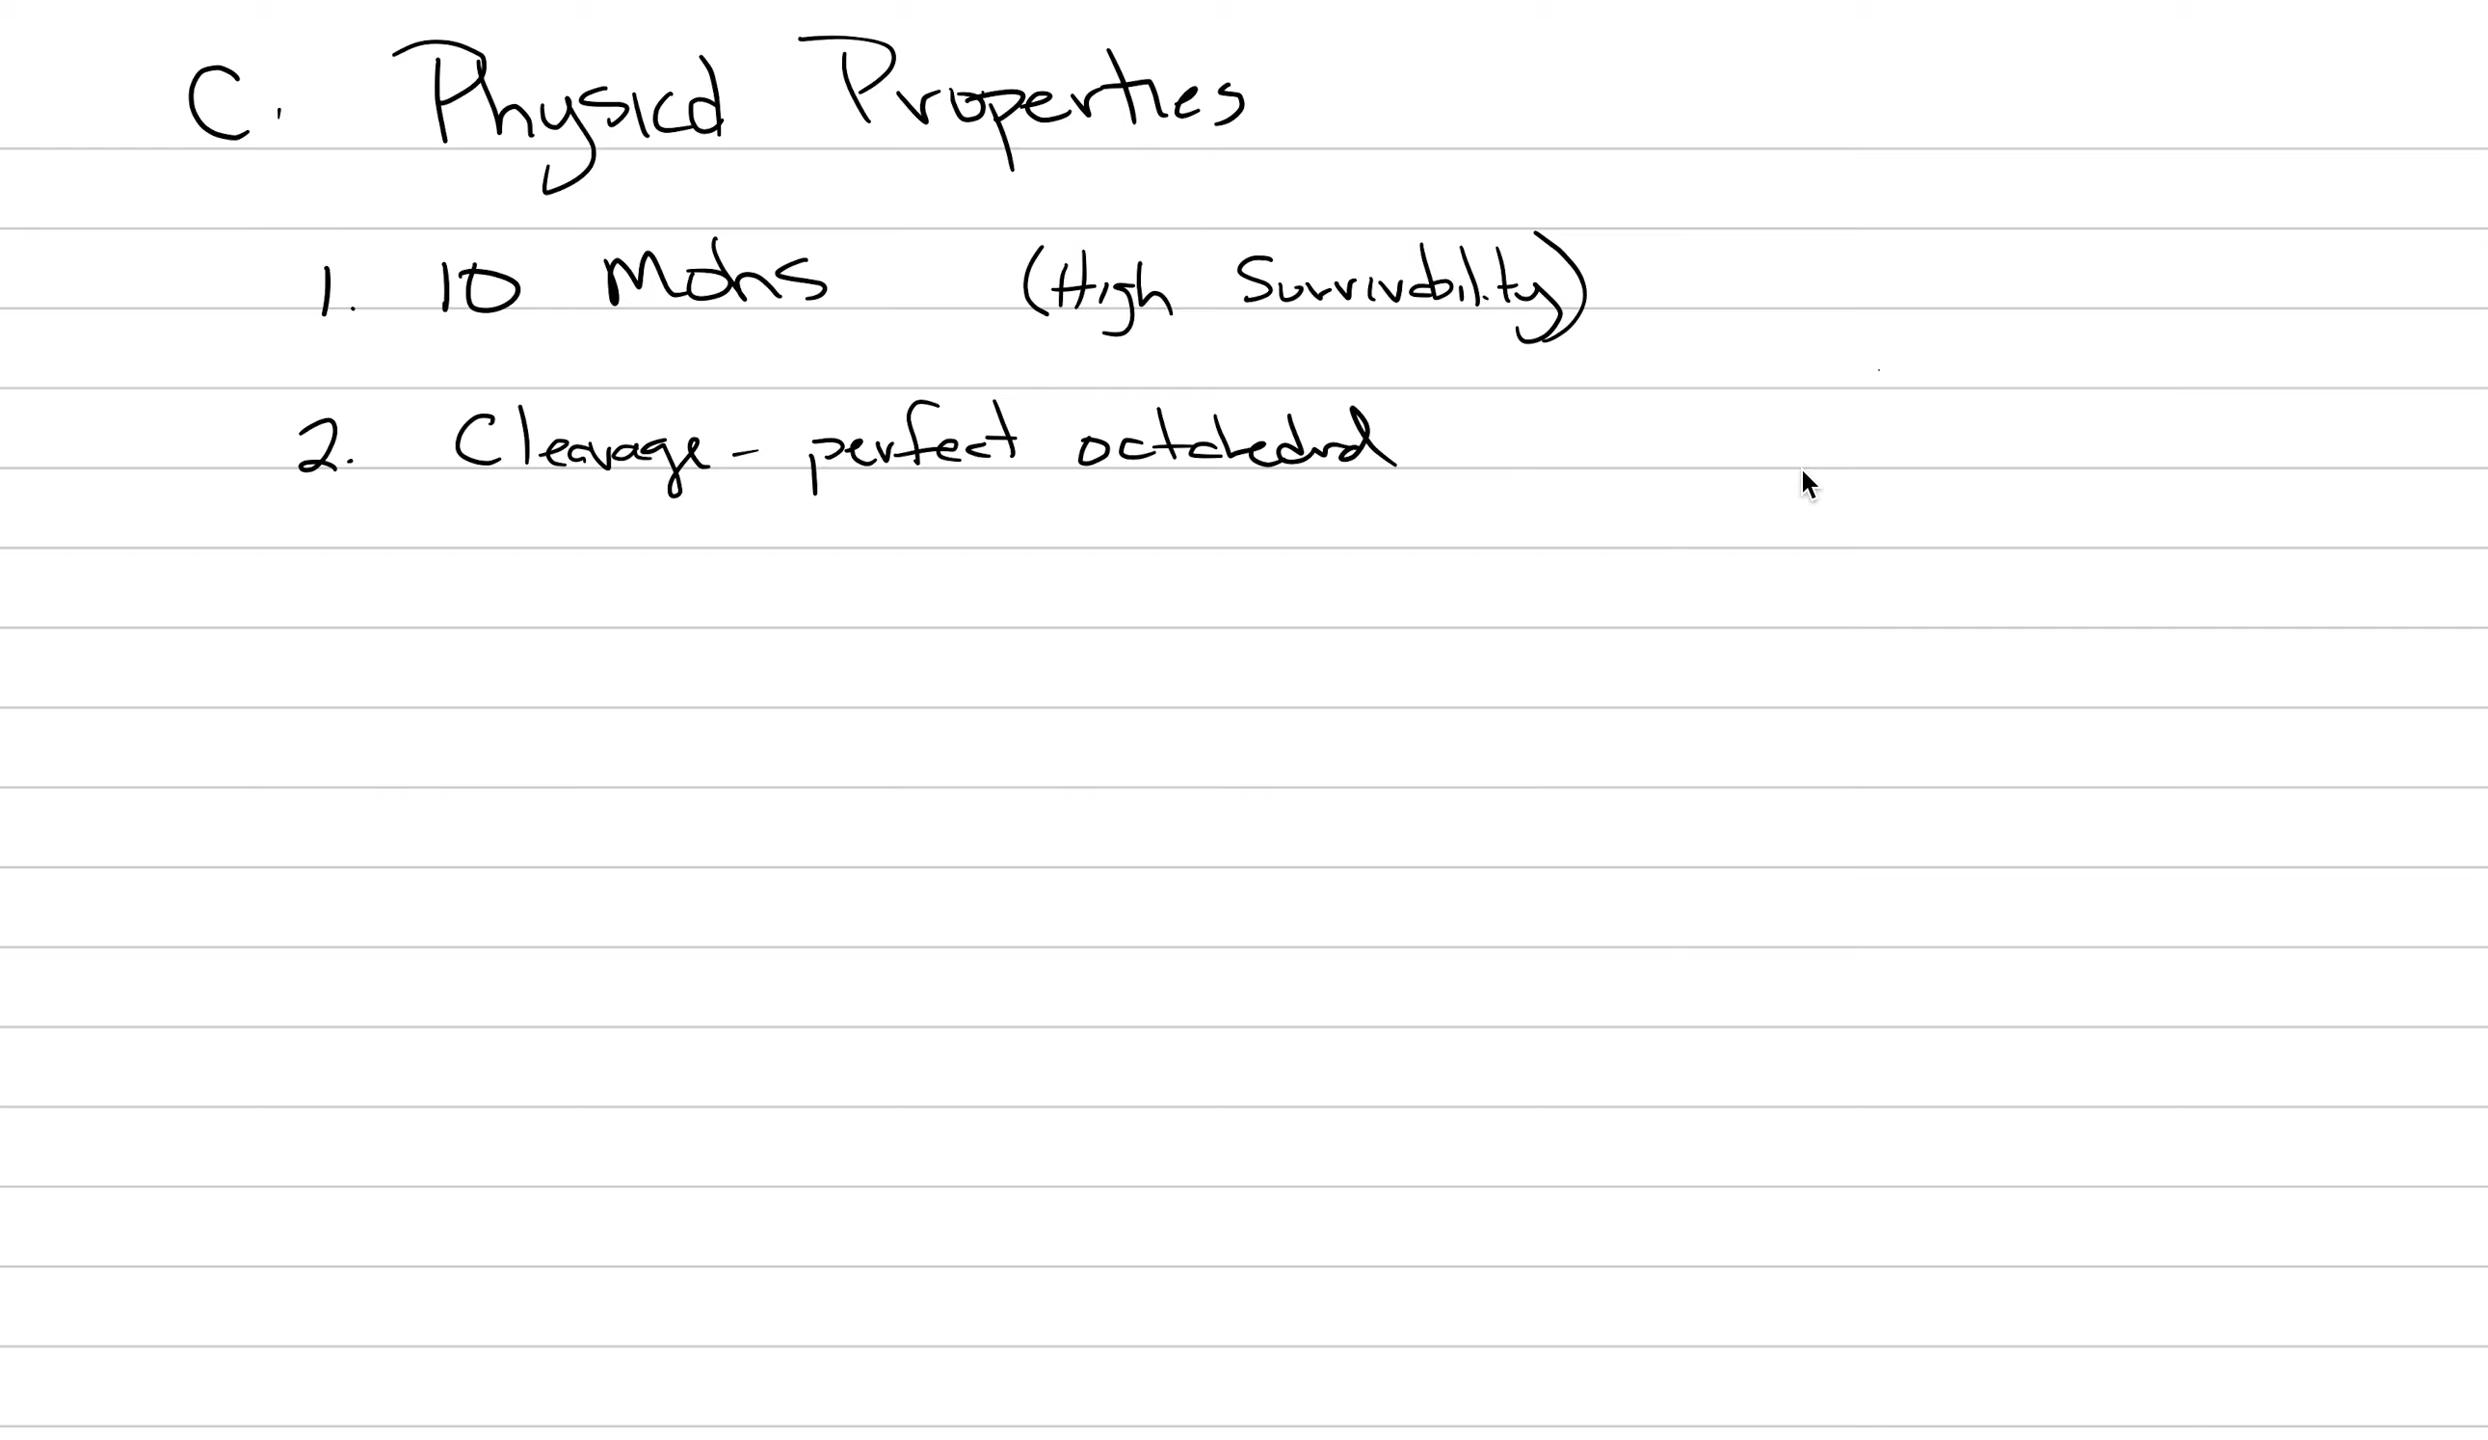 C. Physical Properties
1. 10 Mohs (High Survivability)
2. Cleavage - perfect octahedral